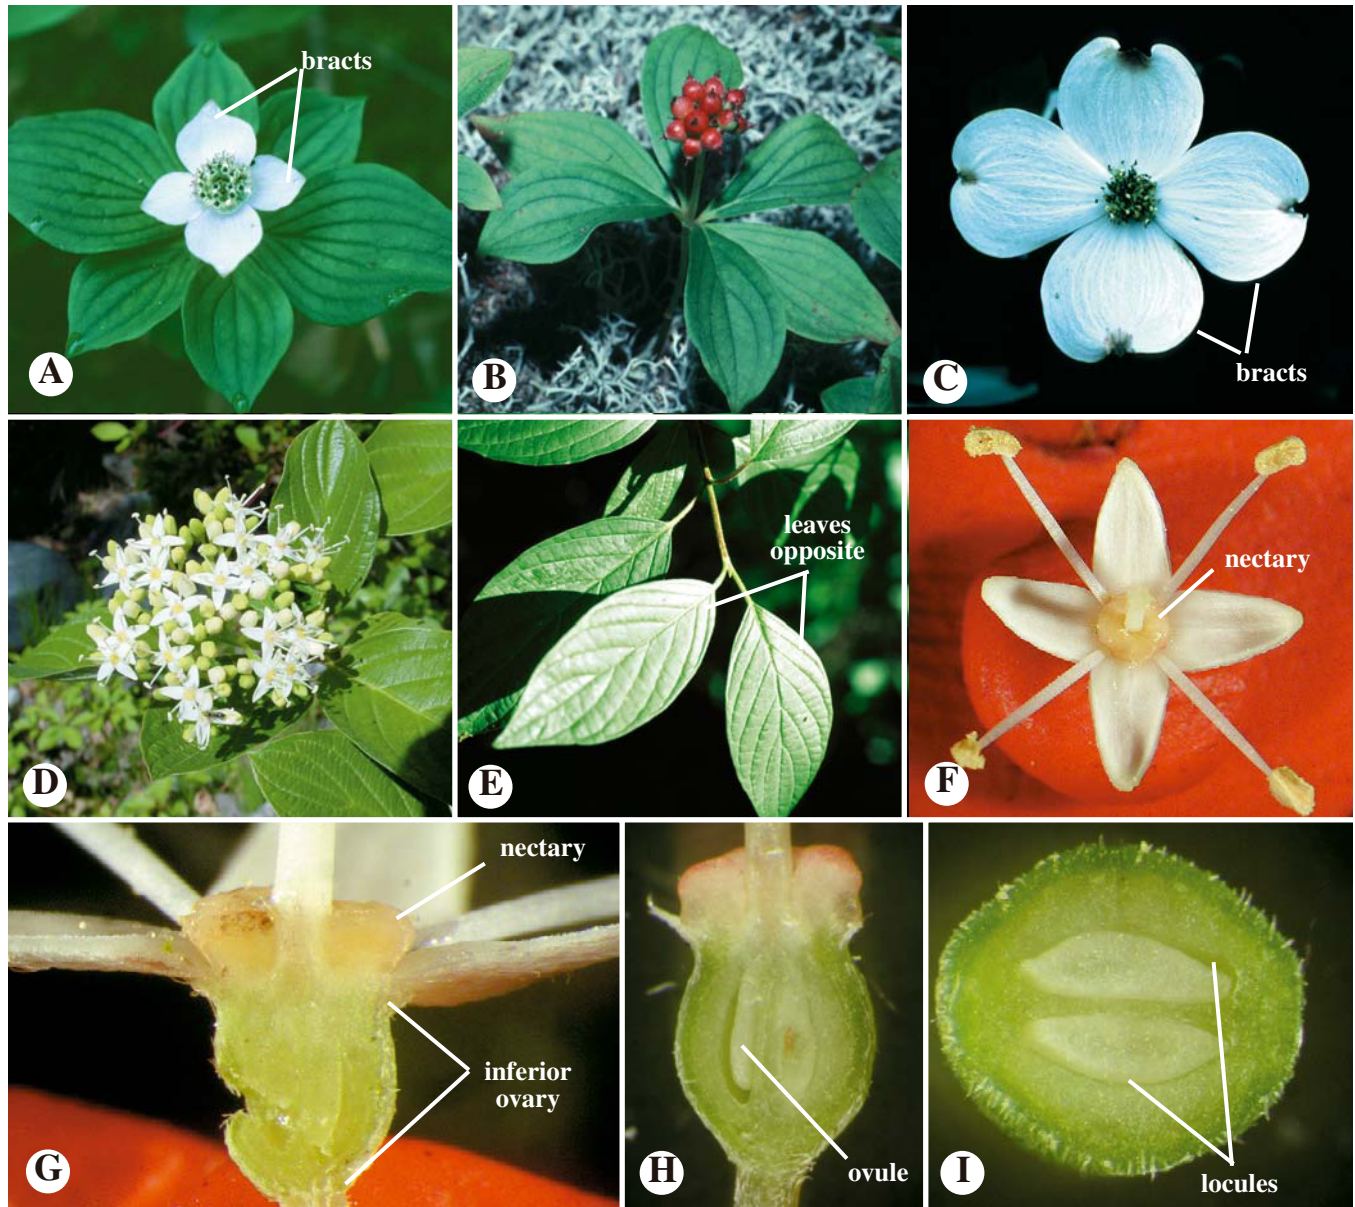 bracts
A
B
C
bracts
D
leaves
opposite
E
nectary
F
nectary
inferior
ovary
G
H
ovule
I
locules